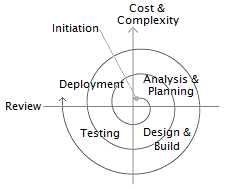 Cost &
Complexity
Initiation
Deployment
Analysis &
Planning
Review
Testing
Design &
Build